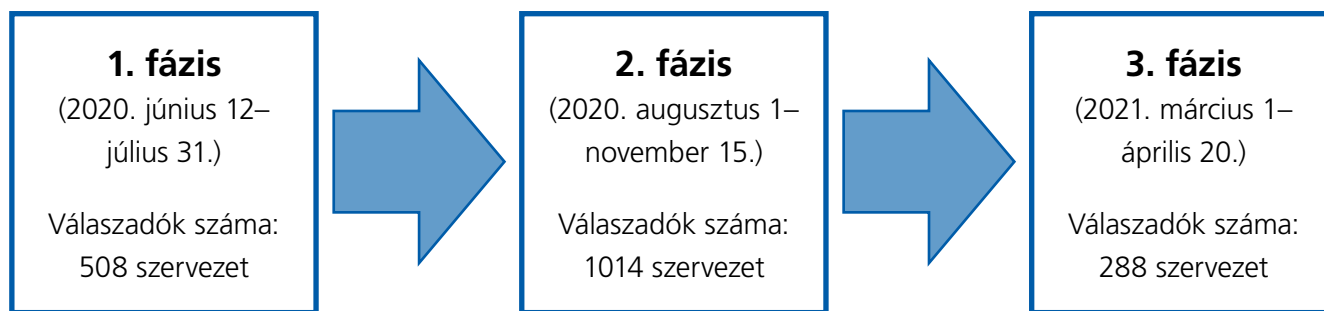 1. fázis
(2020. június 12–
július 31.)
Válaszadók száma:
508 szervezet
2. fázis
(2020. augusztus 1–
november 15.)
Válaszadók száma:
1014 szervezet
3. fázis
(2021. március 1–
április 20.)
Válaszadók száma:
288 szervezet